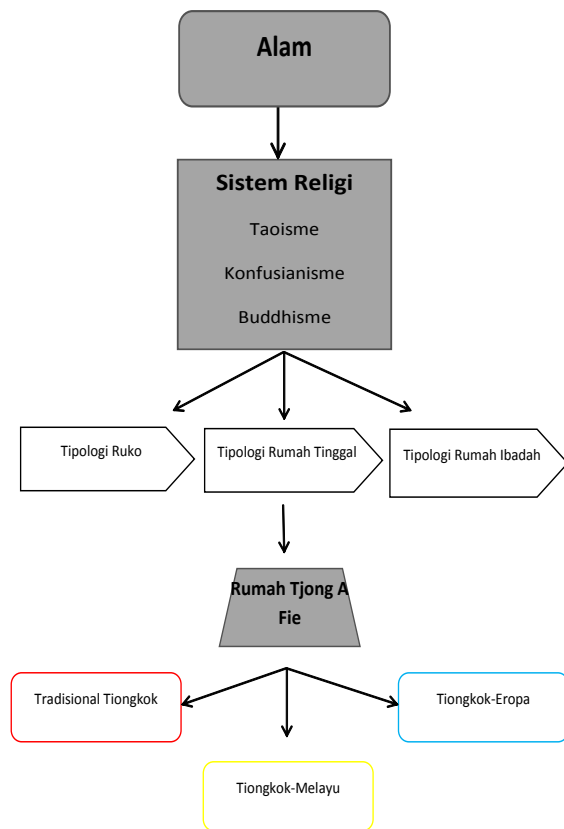 Alam
Sistem Religi
Taoisme
Konfusianisme
Buddhisme
Tipologi Ruko
Tipologi Rumah Tinggal
Tipologi Rumah Ibadah
Rumah Tjong A
Fie
Tradisional Tiongkok
Tiongkok-Eropa
Tiongkok-Melayu